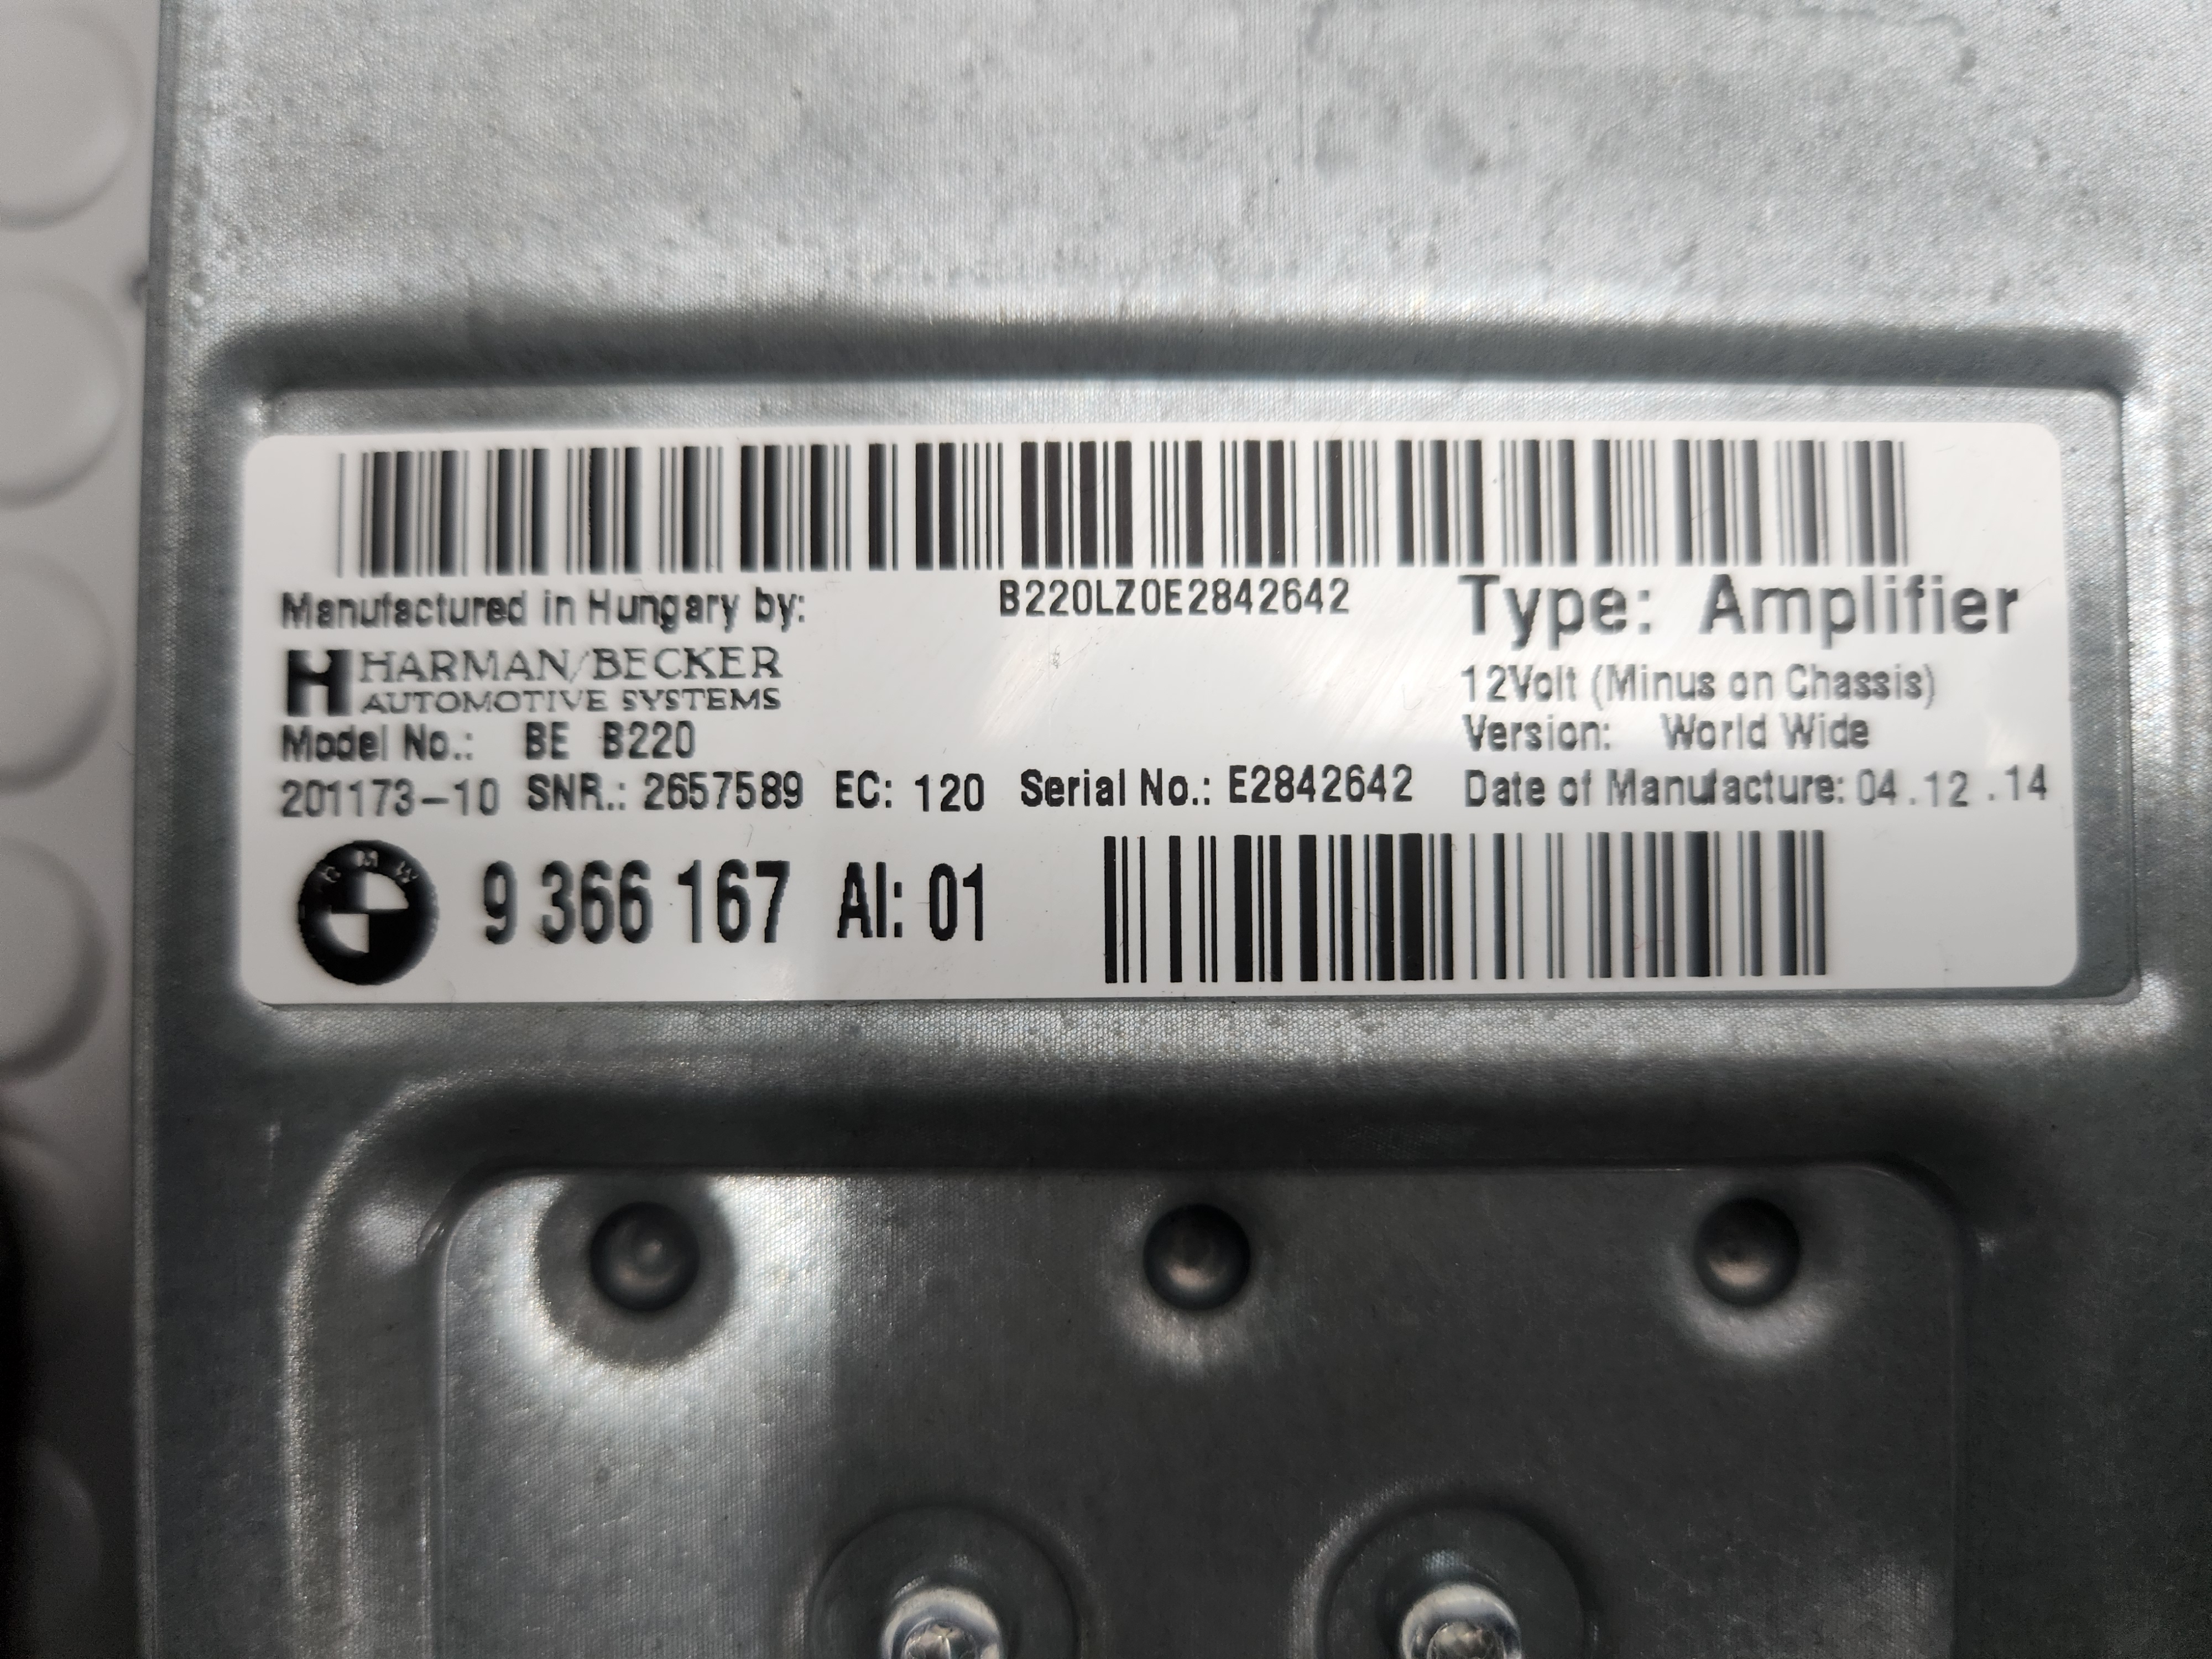 B220LZ0E2842642
Manufactured in Hungary by:
HARMAN/BECKER
AUTOMOTIVE SYSTEMS
Type: Amplifier
12Volt (Minus on Chassis)
Model No.: BE B220
Version: World Wide
201173-10 SNR.: 2657589 EC: 120 Serial No.: E2842642 Date of Manufacture: 04.12.14
BMW
9 366 167 AI: 01